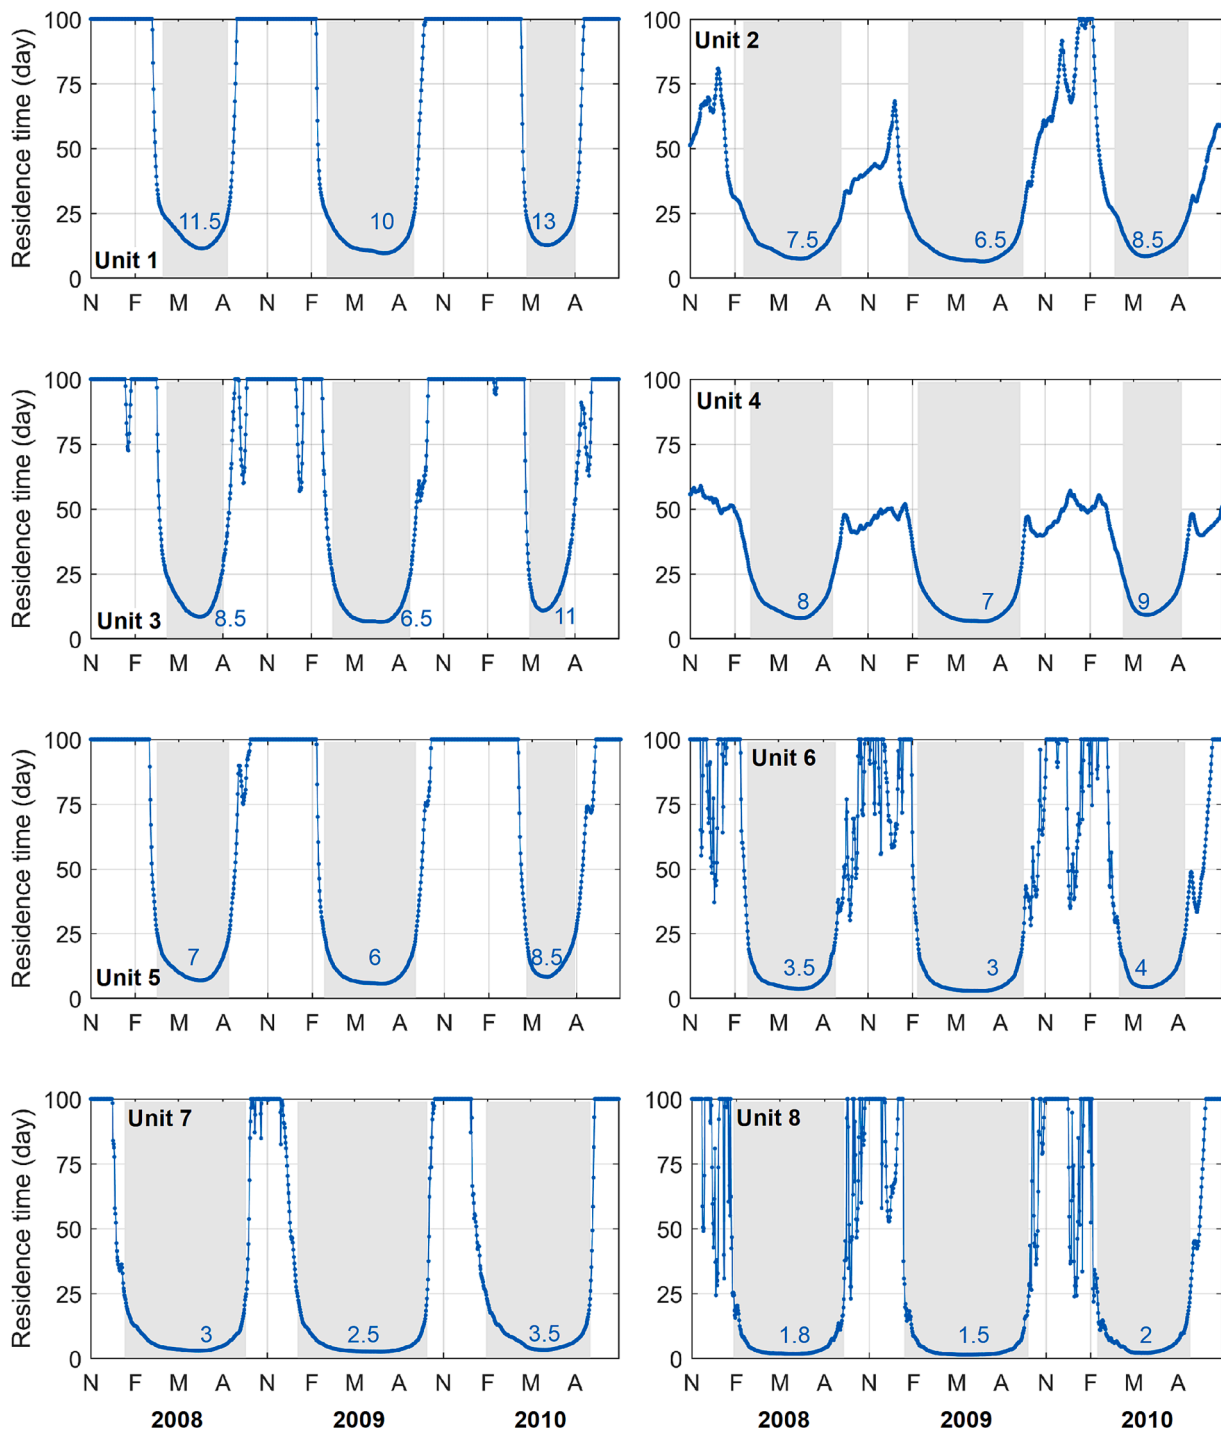 Residence time (day)
100
75
50
25
0
Unit 1
11.5
10
13
N F M A N F M A N F M A
100
75
50
25
0
Unit 2
7.5
6.5
8.5
N F M A N F M A N F M A
Residence time (day)
100
75
50
25
0
Unit 3
8.5
6.5
11
N F M A N F M A N F M A
100
75
50
25
0
Unit 4
8
7
9
N F M A N F M A N F M A
Residence time (day)
100
75
50
25
0
Unit 5
7
6
8.5
N F M A N F M A N F M A
100
75
50
25
0
Unit 6
3.5
3
4
N F M A N F M A N F M A
Residence time (day)
100
75
50
25
0
Unit 7
3
2.5
3.5
N F M A N F M A N F M A
2008 2009 2010
100
75
50
25
0
Unit 8
1.8
1.5
2
N F M A N F M A N F M A
2008 2009 2010